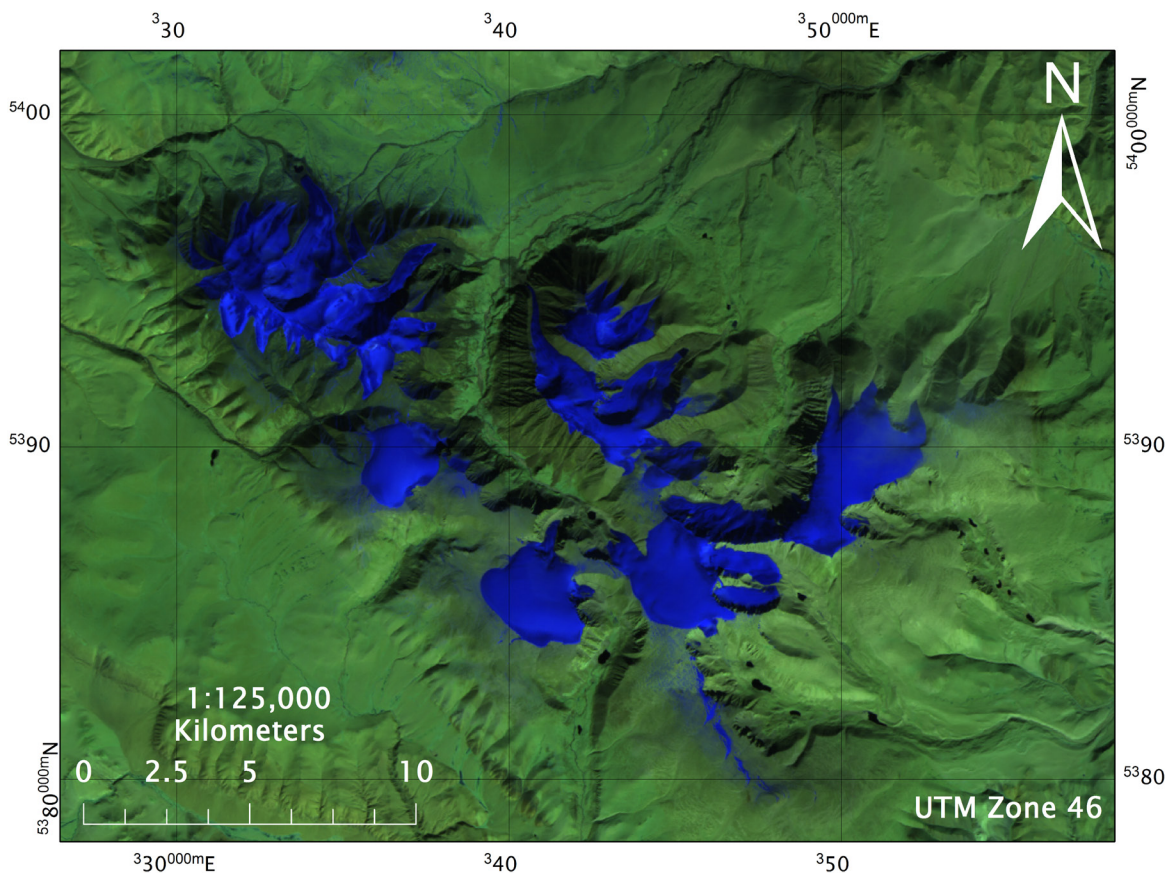 ³30
³40
³50⁰⁰⁰ᵐE
⁵⁴00
N
⁵⁴00⁰⁰⁰ᵐN
⁵³90
⁵³90
1:125,000
Kilometers
0 2.5 5 10
⁵³80⁰⁰⁰ᵐN
⁵³80
UTM Zone 46
³30⁰⁰⁰ᵐE
³40
³50